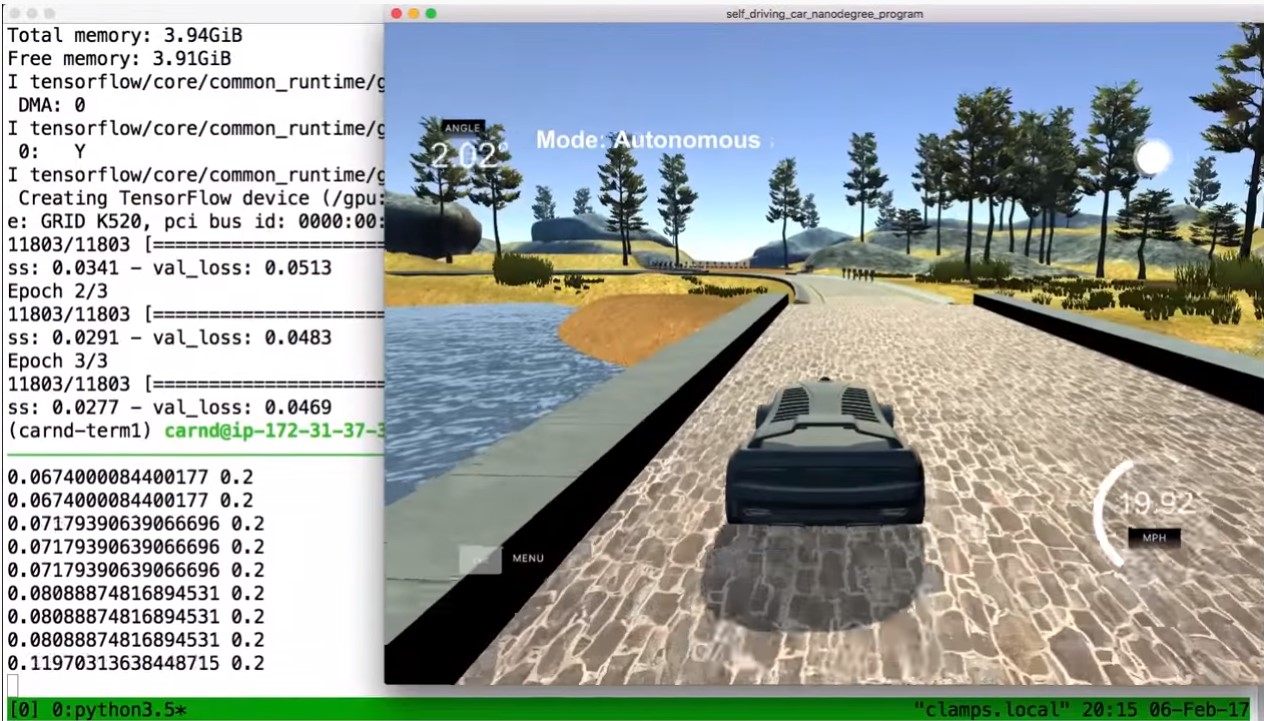 Total memory: 3.94GiB
Free memory: 3.91GiB
I tensorflow/core/common_runtime/g
DMA: 0
I tensorflow/core/common_runtime/g
0:   Y
I tensorflow/core/common_runtime/g
Creating TensorFlow device (/gpu:
e: GRID K520, pci bus id: 0000:00:
11803/11803 [=====================
ss: 0.0341 - val_loss: 0.0513
Epoch 2/3
11803/11803 [=====================
ss: 0.0291 - val_loss: 0.0483
Epoch 3/3
11803/11803 [=====================
ss: 0.0277 - val_loss: 0.0469
(carnd-term1) carnd@ip-172-31-37-3
0.0674000084400177 0.2
0.0674000084400177 0.2
0.07179390639066696 0.2
0.07179390639066696 0.2
0.07179390639066696 0.2
0.08088874816894531 0.2
0.08088874816894531 0.2
0.08088874816894531 0.2
0.11970313638448715 0.2
[0] 0:python3.5*
"clamps.local" 20:15 06-Feb-17
self_driving_car_nanodegree_program
ANGLE
2.02°
Mode: Autonomous
19.92
MPH
MENU